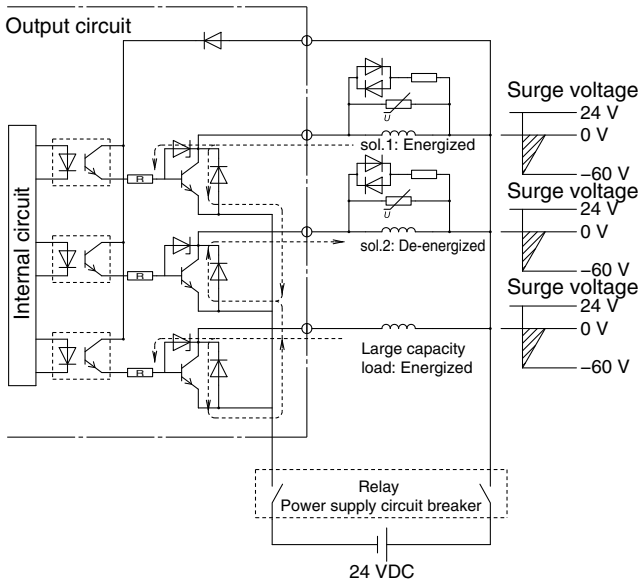 Output circuit
Internal circuit
R
R
R
U
sol.1: Energized
U
sol.2: De-energized
Large capacity
load: Energized
Surge voltage
24 V
0 V
−60 V
Surge voltage
24 V
0 V
−60 V
Surge voltage
24 V
0 V
−60 V
Relay
Power supply circuit breaker
24 VDC